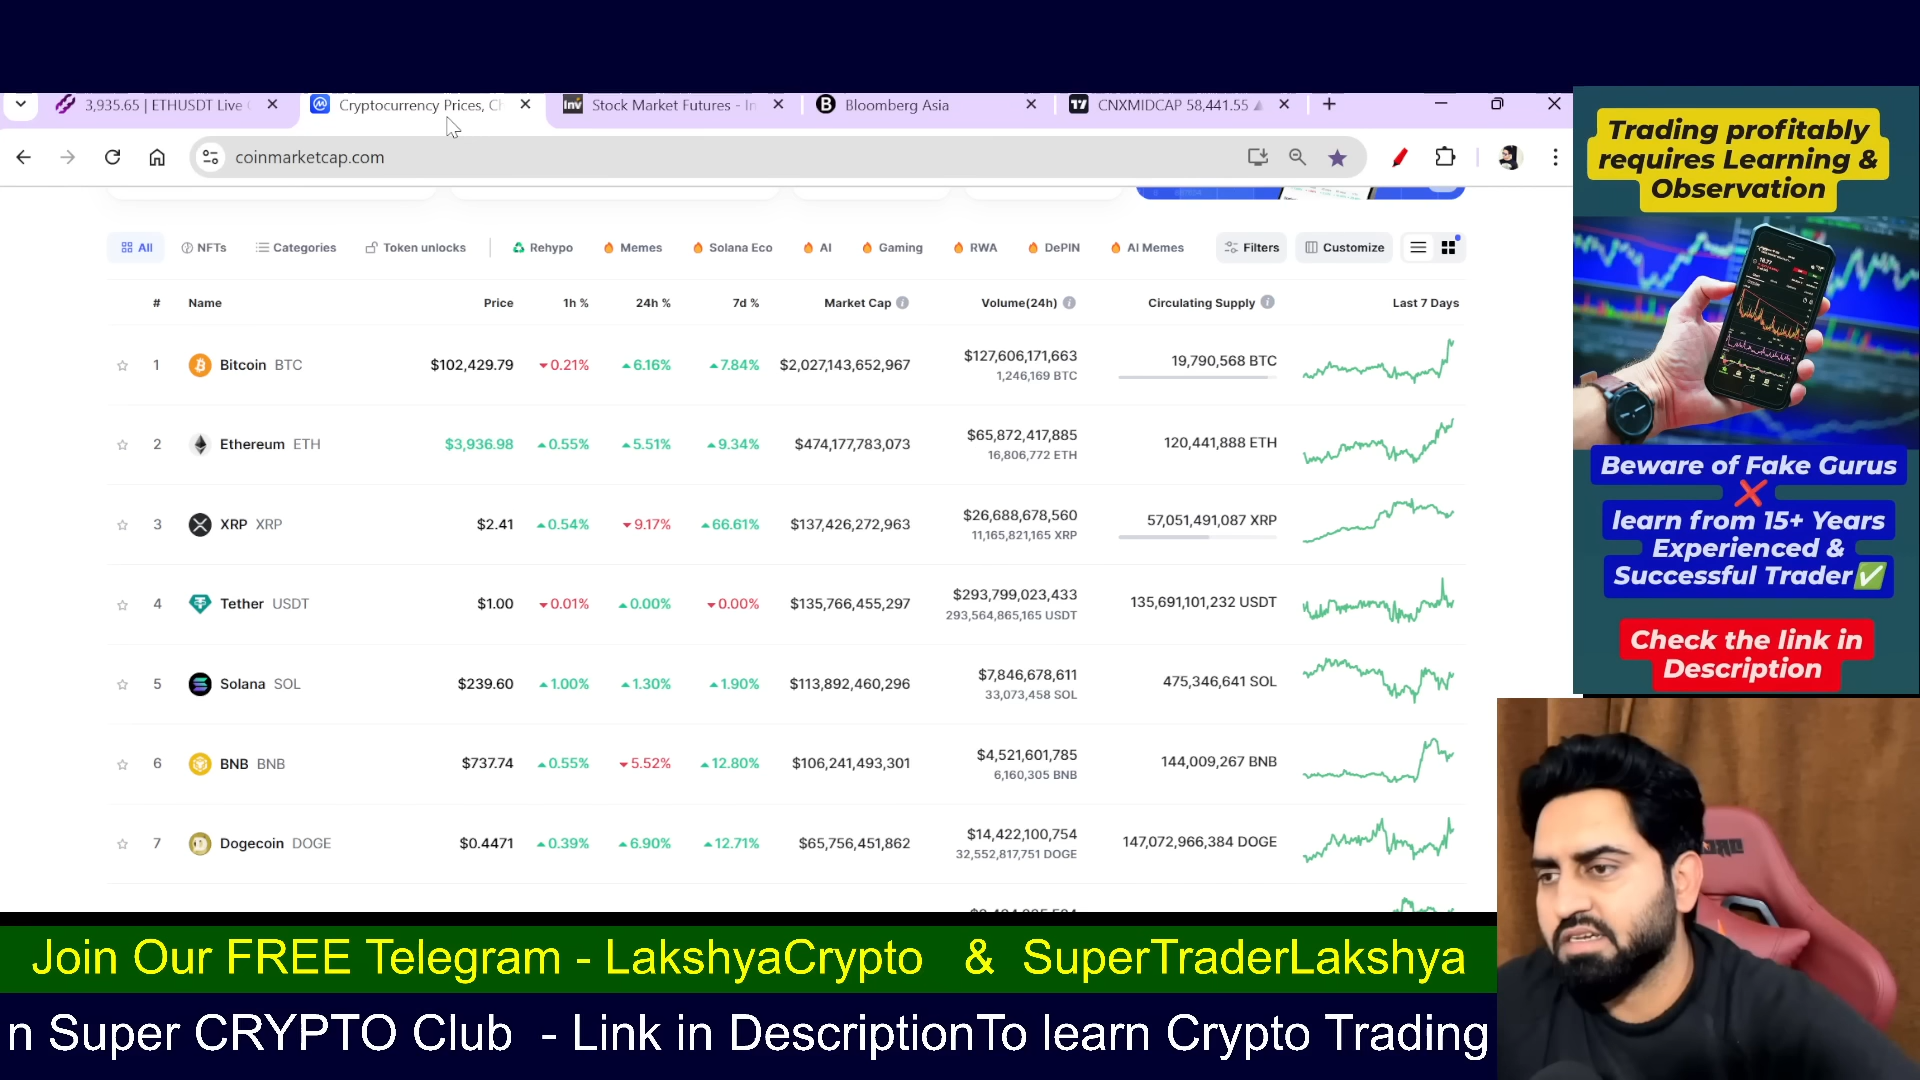 3,935.65 | ETHUSDT Live
Cryptocurrency Prices, Ch
Inv
Stock Market Futures - In
B
Bloomberg Asia
CNXMIDCAP 58,441.55
coinmarketcap.com
All
NFTs
Categories
Token unlocks
Rehypo
Memes
Solana Eco
AI
Gaming
RWA
DePIN
AI Memes
Filters
Customize
# Name Price 1h % 24h % 7d % Market Cap Volume(24h) Circulating Supply Last 7 Days
1 Bitcoin BTC $102,429.79 0.21% 6.16% 7.84% $2,027,143,652,967 $127,606,171,663 19,790,568 BTC
1,246,169 BTC
2 Ethereum ETH $3,936.98 0.55% 5.51% 9.34% $474,177,783,073 $65,872,417,885 120,441,888 ETH
16,806,772 ETH
3 XRP XRP $2.41 0.54% 9.17% 66.61% $137,426,272,963 $26,688,678,560 57,051,491,087 XRP
11,165,821,165 XRP
4 Tether USDT $1.00 0.01% 0.00% 0.00% $135,766,455,297 $293,799,023,433 135,691,101,232 USDT
293,564,865,165 USDT
5 Solana SOL $239.60 1.00% 1.30% 1.90% $113,892,460,296 $7,846,678,611 475,346,641 SOL
33,073,458 SOL
6 BNB BNB $737.74 0.55% 5.52% 12.80% $106,241,493,301 $4,521,601,785 144,009,267 BNB
6,160,305 BNB
7 Dogecoin DOGE $0.4471 0.39% 6.90% 12.71% $65,756,451,862 $14,422,100,754 147,072,966,384 DOGE
32,552,817,751 DOGE
Trading profitably
requires Learning &
Observation
Beware of Fake Gurus
❌
learn from 15+ Years
Experienced &
Successful Trader✅
Check the link in
Description
Join Our FREE Telegram - LakshyaCrypto & SuperTraderLakshya
n Super CRYPTO Club - Link in DescriptionTo learn Crypto Trading